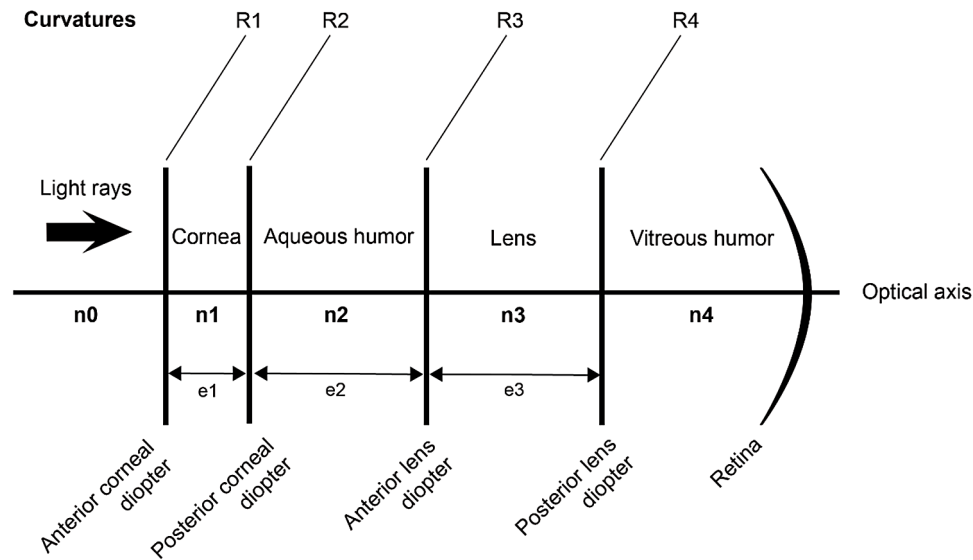 Curvatures R1 R2 R3 R4
Light rays
Cornea Aqueous humor Lens Vitreous humor
Optical axis
n0 n1 n2 n3 n4
e1 e2 e3
Anterior corneal
diopter
Posterior corneal
diopter
Anterior lens
diopter
Posterior lens
diopter
Retina